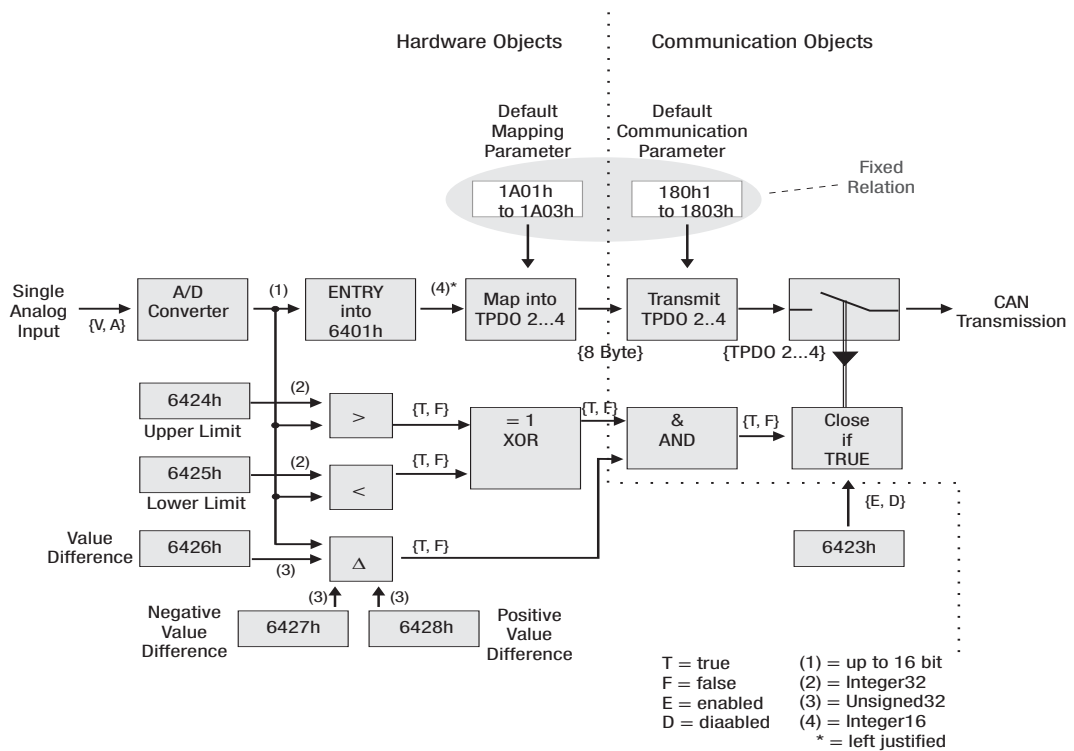 Hardware Objects
Communication Objects
Default
Mapping
Parameter
Default
Communication
Parameter
Fixed
Relation
1A01h
to 1A03h
180h1
to 1803h
Single
Analog
Input
{V, A}
A/D
Converter
(1)
ENTRY
into
6401h
(4)*
Map into
TPDO 2...4
{8 Byte}
Transmit
TPDO 2..4
{TPDO 2...4}
CAN
Transmission
6424h
Upper Limit
(2)
>
{T, F}
= 1
XOR
{T, F}
&
AND
{T, F}
Close
if
TRUE
6425h
Lower Limit
(2)
<
{T, F}
{E, D}
6423h
Value
Difference
6426h
(3)
Δ
{T, F}
Negative
Value
Difference
6427h
(3)
(3)
6428h
Positive
Value
Difference
T = true
F = false
E = enabled
D = diaabled
(1) = up to 16 bit
(2) = Integer32
(3) = Unsigned32
(4) = Integer16
* = left justified